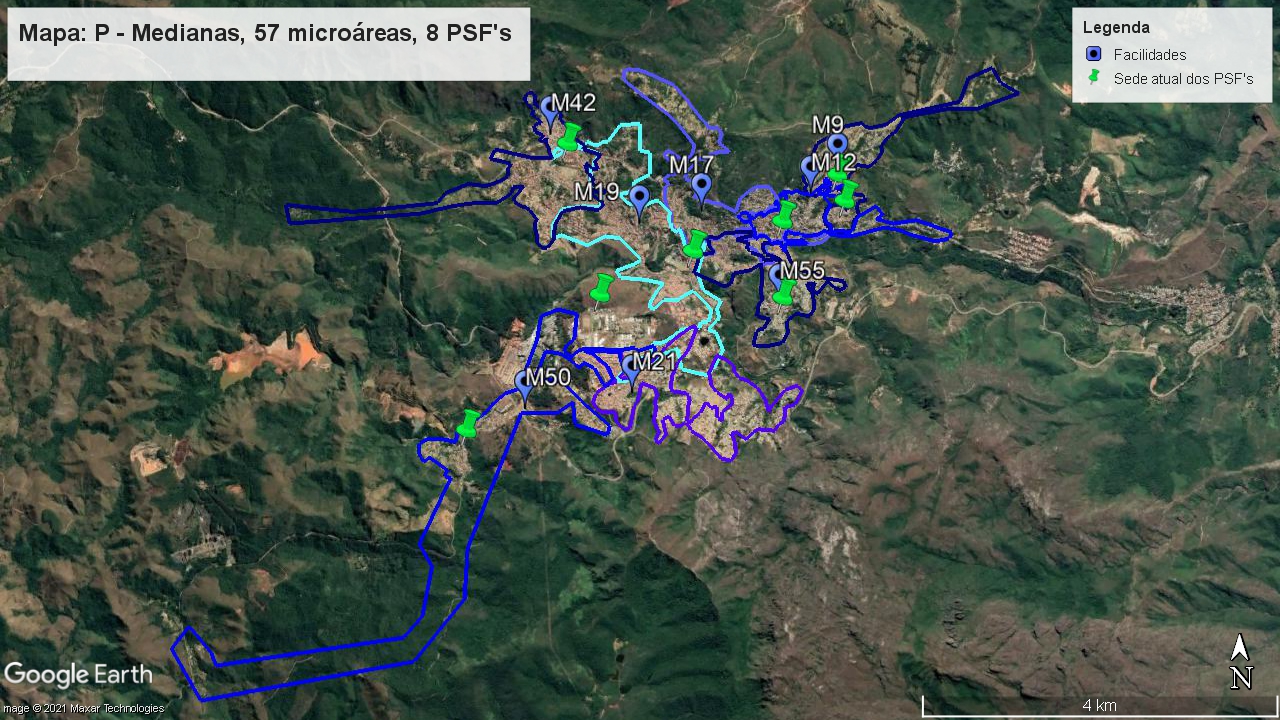 Mapa: P - Medianas, 57 microáreas, 8 PSF's
Legenda
Facilidades
Sede atual dos PSF's
M42
M9
M12
M17
M19
M55
M21
M50
Google Earth
mage © 2021 Maxar Technologies
N
4 km